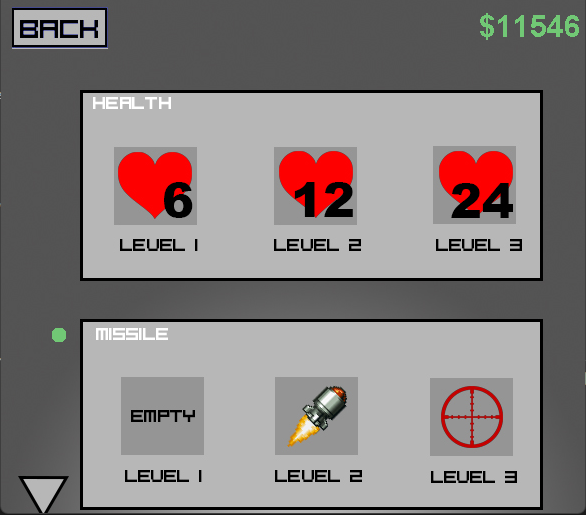 BACK
$11546
HEALTH
6 12 24
LEVEL 1 LEVEL 2 LEVEL 3
MISSILE
EMPTY
LEVEL 1 LEVEL 2 LEVEL 3